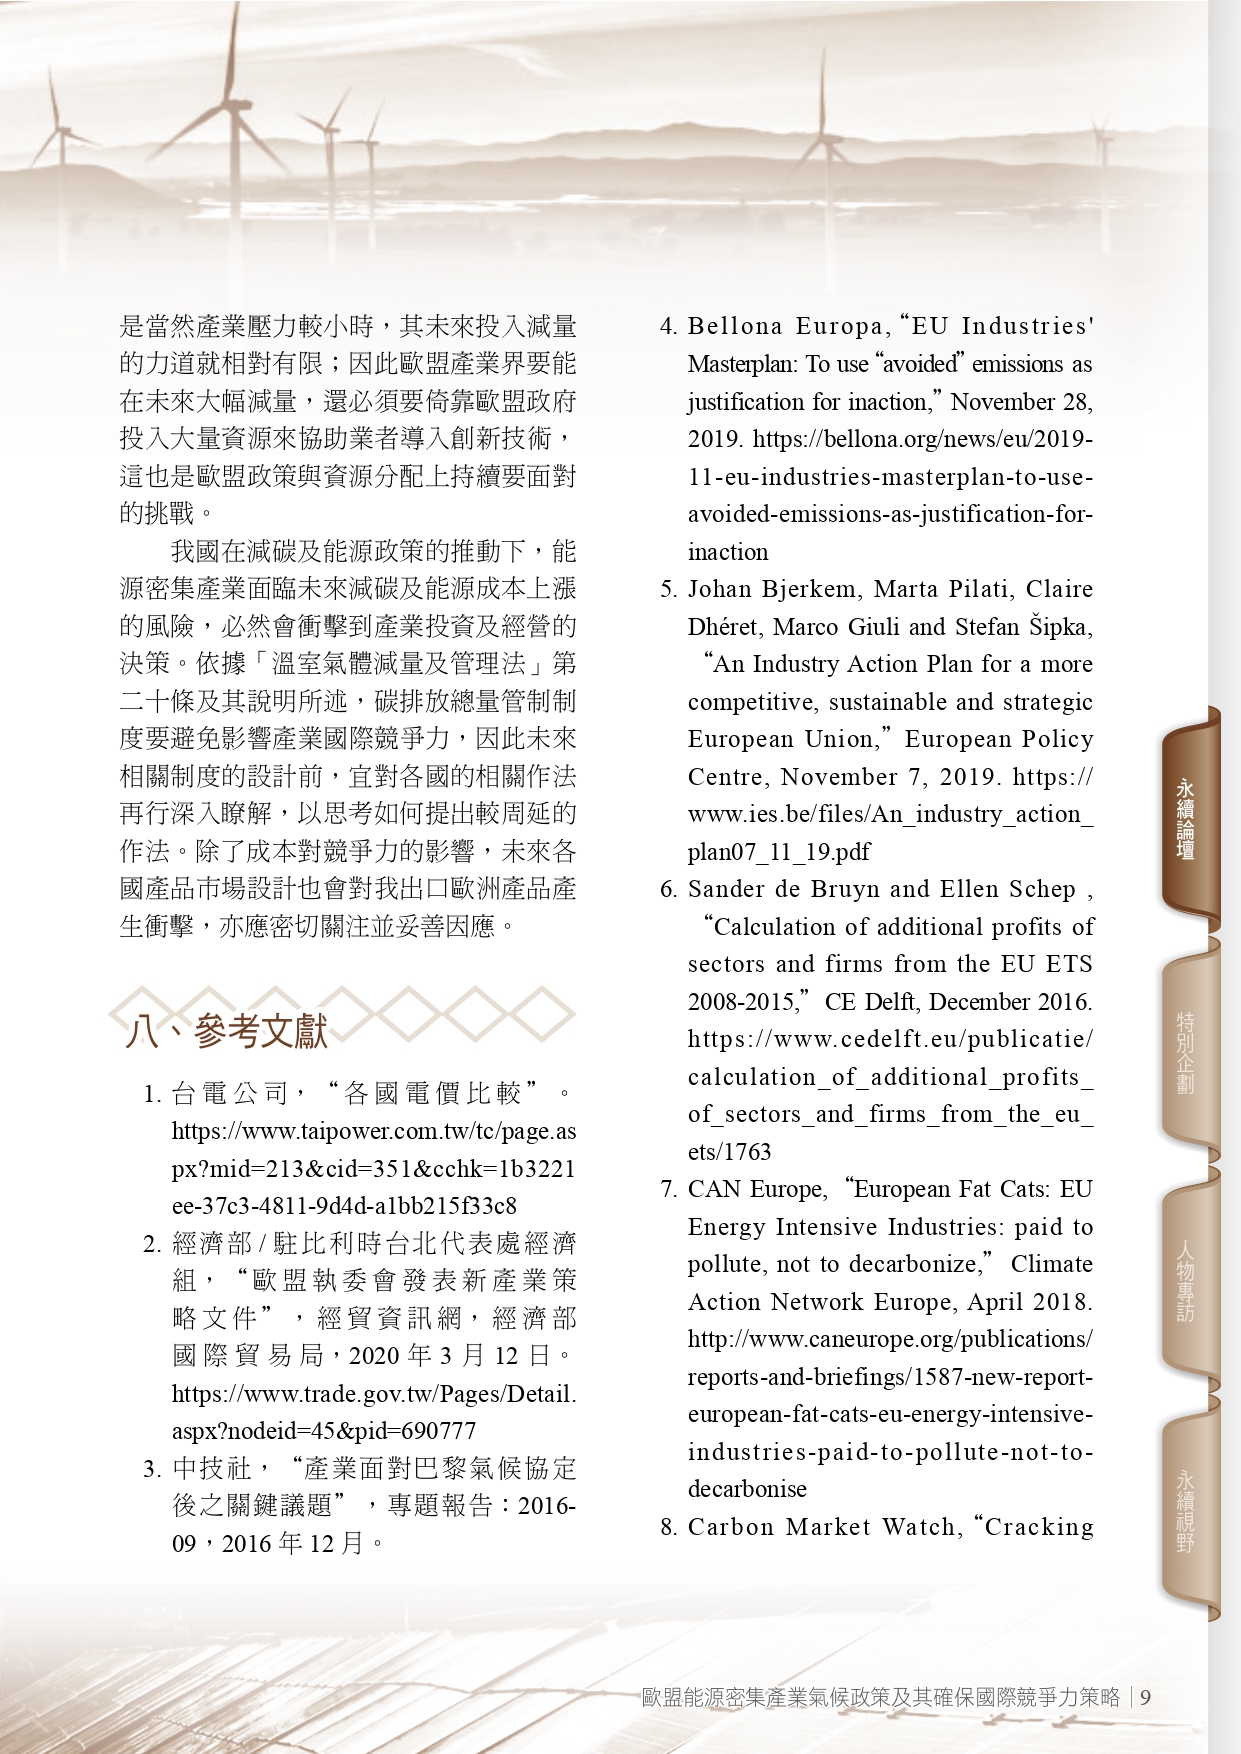 是當然產業壓力較小時，其未來投入減量
的力道就相對有限；因此歐盟產業界要能
在未來大幅減量，還必須要倚靠歐盟政府
投入大量資源來協助業者導入創新技術，
這也是歐盟政策與資源分配上持續要面對
的挑戰。
我國在減碳及能源政策的推動下，能
源密集產業面臨未來減碳及能源成本上漲
的風險，必然會衝擊到產業投資及經營的
決策。依據「溫室氣體減量及管理法」第
二十條及其說明所述，碳排放總量管制制
度要避免影響產業國際競爭力，因此未來
相關制度的設計前，宜對各國的相關作法
再行深入瞭解，以思考如何提出較周延的
作法。除了成本對競爭力的影響，未來各
國產品市場設計也會對我出口歐洲產品產
生衝擊，亦應密切關注並妥善因應。
八、參考文獻
1. 台電公司，“各國電價比較”。
https://www.taipower.com.tw/tc/page.as
px?mid=213&cid=351&cchk=1b3221
ee-37c3-4811-9d4d-a1bb215f33c8
2. 經濟部 / 駐比利時台北代表處經濟
組，“歐盟執委會發表新產業策
略文件”，經貿資訊網，經濟部
國際貿易局，2020 年 3 月 12 日。
https://www.trade.gov.tw/Pages/Detail.
aspx?nodeid=45&pid=690777
3. 中技社，“產業面對巴黎氣候協定
後之關鍵議題”，專題報告：2016-
09，2016 年 12 月。
4. Bellona Europa, “EU Industries'
Masterplan: To use “avoided” emissions as
justification for inaction,” November 28,
2019. https://bellona.org/news/eu/2019-
11-eu-industries-masterplan-to-use-
avoided-emissions-as-justification-for-
inaction
5. Johan Bjerkem, Marta Pilati, Claire
Dhéret, Marco Giuli and Stefan Šipka,
“An Industry Action Plan for a more
competitive, sustainable and strategic
European Union,” European Policy
Centre, November 7, 2019. https://
www.ies.be/files/An_industry_action_
plan07_11_19.pdf
6. Sander de Bruyn and Ellen Schep ,
“Calculation of additional profits of
sectors and firms from the EU ETS
2008-2015,” CE Delft, December 2016.
https://www.cedelft.eu/publicatie/
calculation_of_additional_profits_
of_sectors_and_firms_from_the_eu_
ets/1763
7. CAN Europe, “European Fat Cats: EU
Energy Intensive Industries: paid to
pollute, not to decarbonize,” Climate
Action Network Europe, April 2018.
http://www.caneurope.org/publications/
reports-and-briefings/1587-new-report-
european-fat-cats-eu-energy-intensive-
industries-paid-to-pollute-not-to-
decarbonise
8. Carbon Market Watch, “Cracking
永續論壇
特別企劃
人物專訪
永續視野
歐盟能源密集產業氣候政策及其確保國際競爭力策略 | 9